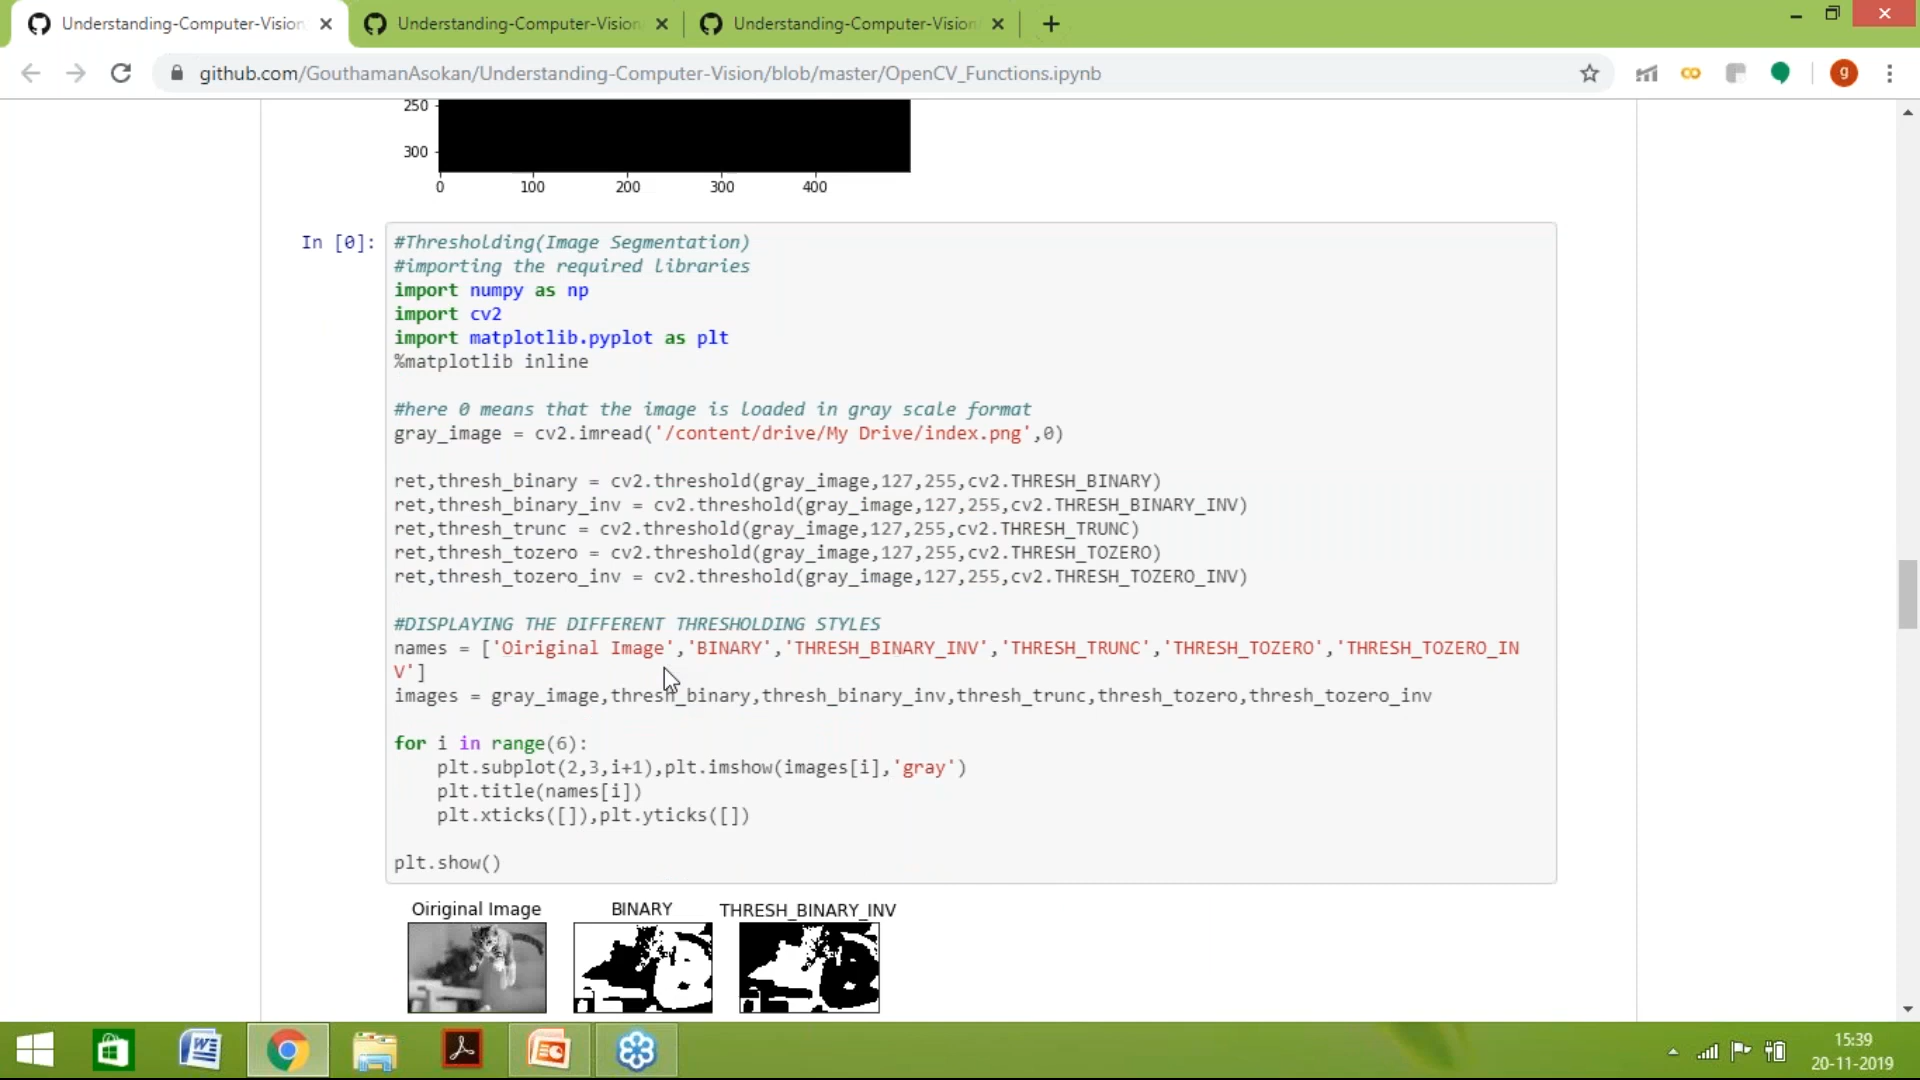 Understanding-Computer-Vision
Understanding-Computer-Vision
Understanding-Computer-Vision
github.com/GouthamanAsokan/Understanding-Computer-Vision/blob/master/OpenCV_Functions.ipynb
g
250
300
0 100 200 300 400
In [0]:
#Thresholding(Image Segmentation)
#importing the required libraries
import numpy as np
import cv2
import matplotlib.pyplot as plt
%matplotlib inline
#here 0 means that the image is loaded in gray scale format
gray_image = cv2.imread('/content/drive/My Drive/index.png',0)
ret,thresh_binary = cv2.threshold(gray_image,127,255,cv2.THRESH_BINARY)
ret,thresh_binary_inv = cv2.threshold(gray_image,127,255,cv2.THRESH_BINARY_INV)
ret,thresh_trunc = cv2.threshold(gray_image,127,255,cv2.THRESH_TRUNC)
ret,thresh_tozero = cv2.threshold(gray_image,127,255,cv2.THRESH_TOZERO)
ret,thresh_tozero_inv = cv2.threshold(gray_image,127,255,cv2.THRESH_TOZERO_INV)
#DISPLAYING THE DIFFERENT THRESHOLDING STYLES
names = ['Oiriginal Image','BINARY','THRESH_BINARY_INV','THRESH_TRUNC','THRESH_TOZERO','THRESH_TOZERO_IN
V']
images = gray_image,thresh_binary,thresh_binary_inv,thresh_trunc,thresh_tozero,thresh_tozero_inv
for i in range(6):
    plt.subplot(2,3,i+1),plt.imshow(images[i],'gray')
    plt.title(names[i])
    plt.xticks([]),plt.yticks([])
plt.show()
Oiriginal Image BINARY THRESH_BINARY_INV
15:39
20-11-2019